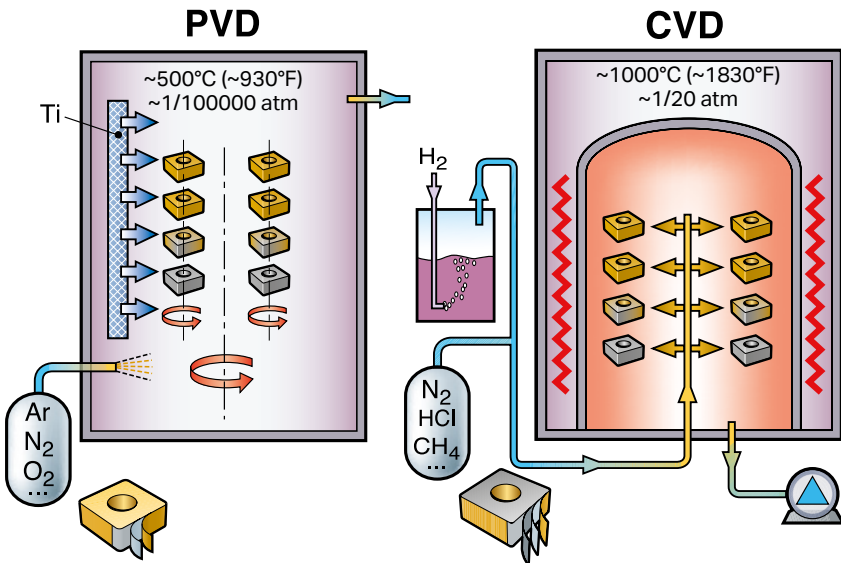 PVD
~500°C (~930°F)
~1/100000 atm
Ti
Ar
N₂
O₂
...
CVD
~1000°C (~1830°F)
~1/20 atm
H₂
N₂
HCl
CH₄
...